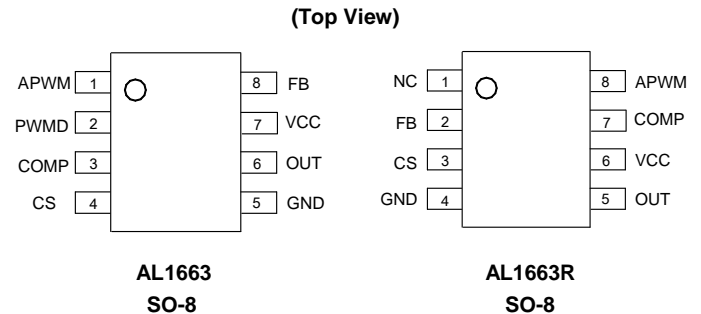 (Top View)
APWM 1 8 FB
PWMD 2 7 VCC
COMP 3 6 OUT
CS 4 5 GND
AL1663
SO-8
NC 1 8 APWM
FB 2 7 COMP
CS 3 6 VCC
GND 4 5 OUT
AL1663R
SO-8